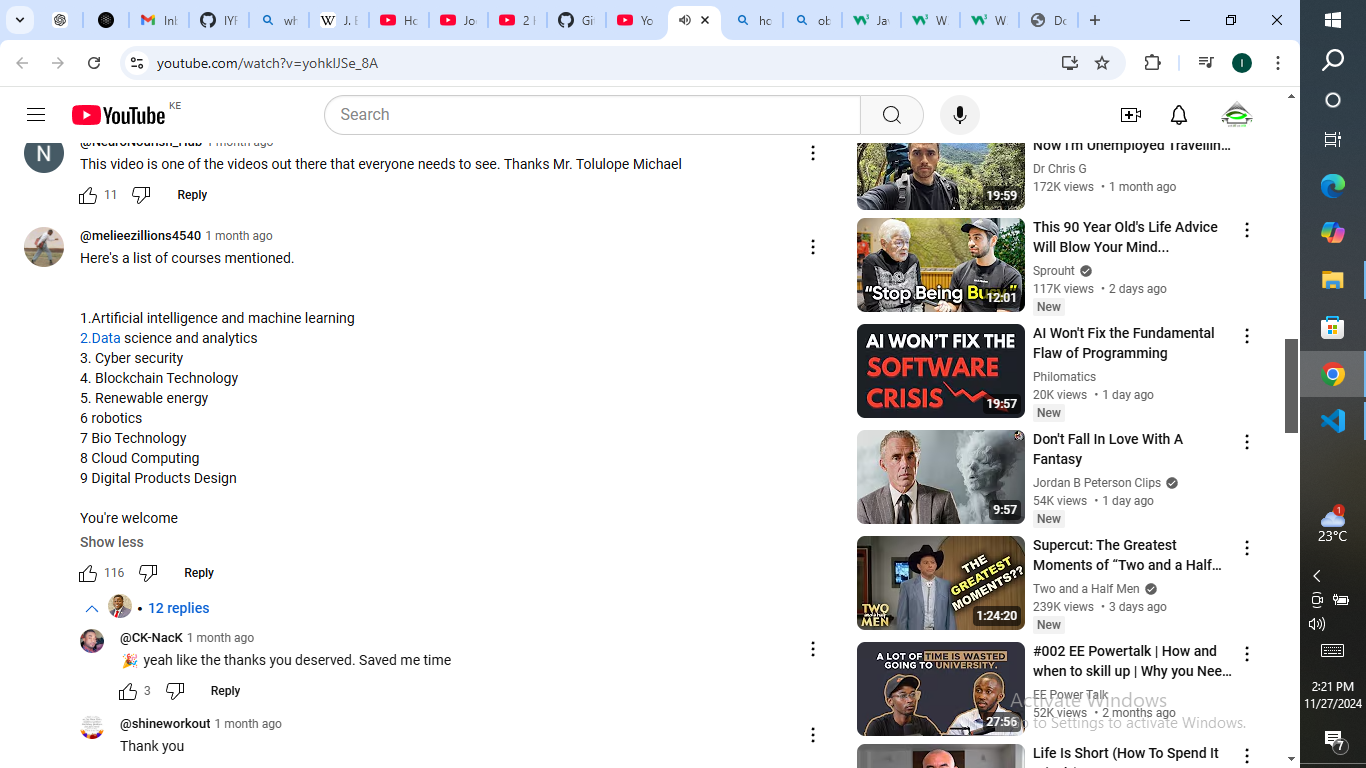 Inl
IYF
wh
J. E
Ho
Jo
2 I
Gi
Yo
ho
ob
Ja
W
W
Do
youtube.com/watch?v=yohklJSe_8A
I
YouTube
KE
Search
N
1 month ago
This video is one of the videos out there that everyone needs to see. Thanks Mr. Tolulope Michael
11
Reply
@melieezillions4540 1 month ago
Here's a list of courses mentioned.
1.Artificial intelligence and machine learning
2.Data science and analytics
3. Cyber security
4. Blockchain Technology
5. Renewable energy
6 robotics
7 Bio Technology
8 Cloud Computing
9 Digital Products Design
You're welcome
Show less
116
Reply
• 12 replies
@CK-NacK 1 month ago
🎉 yeah like the thanks you deserved. Saved me time
3
Reply
@shineworkout 1 month ago
Thank you
19:59
Now I'm Unemployed Travellin...
Dr Chris G
172K views • 1 month ago
"Stop Being Busy."
12:01
This 90 Year Old's Life Advice
Will Blow Your Mind...
Sprouht
117K views • 2 days ago
New
AI WON'T FIX THE
SOFTWARE
CRISIS
19:57
AI Won't Fix the Fundamental
Flaw of Programming
Philomatics
20K views • 1 day ago
New
9:57
Don't Fall In Love With A
Fantasy
Jordan B Peterson Clips
54K views • 1 day ago
New
THE
GREATEST
MOMENTS??
TWO
MEN
1:24:20
Supercut: The Greatest
Moments of “Two and a Half...
Two and a Half Men
239K views • 3 days ago
New
A LOT OF TIME IS WASTED
GOING TO UNIVERSITY.
27:56
#002 EE Powertalk | How and
when to skill up | Why you Nee...
EE Power Talk
52K views • 2 months ago
Life Is Short (How To Spend It
Activate Windows
Go to Settings to activate Windows.
1
23°C
2:21 PM
11/27/2024
7